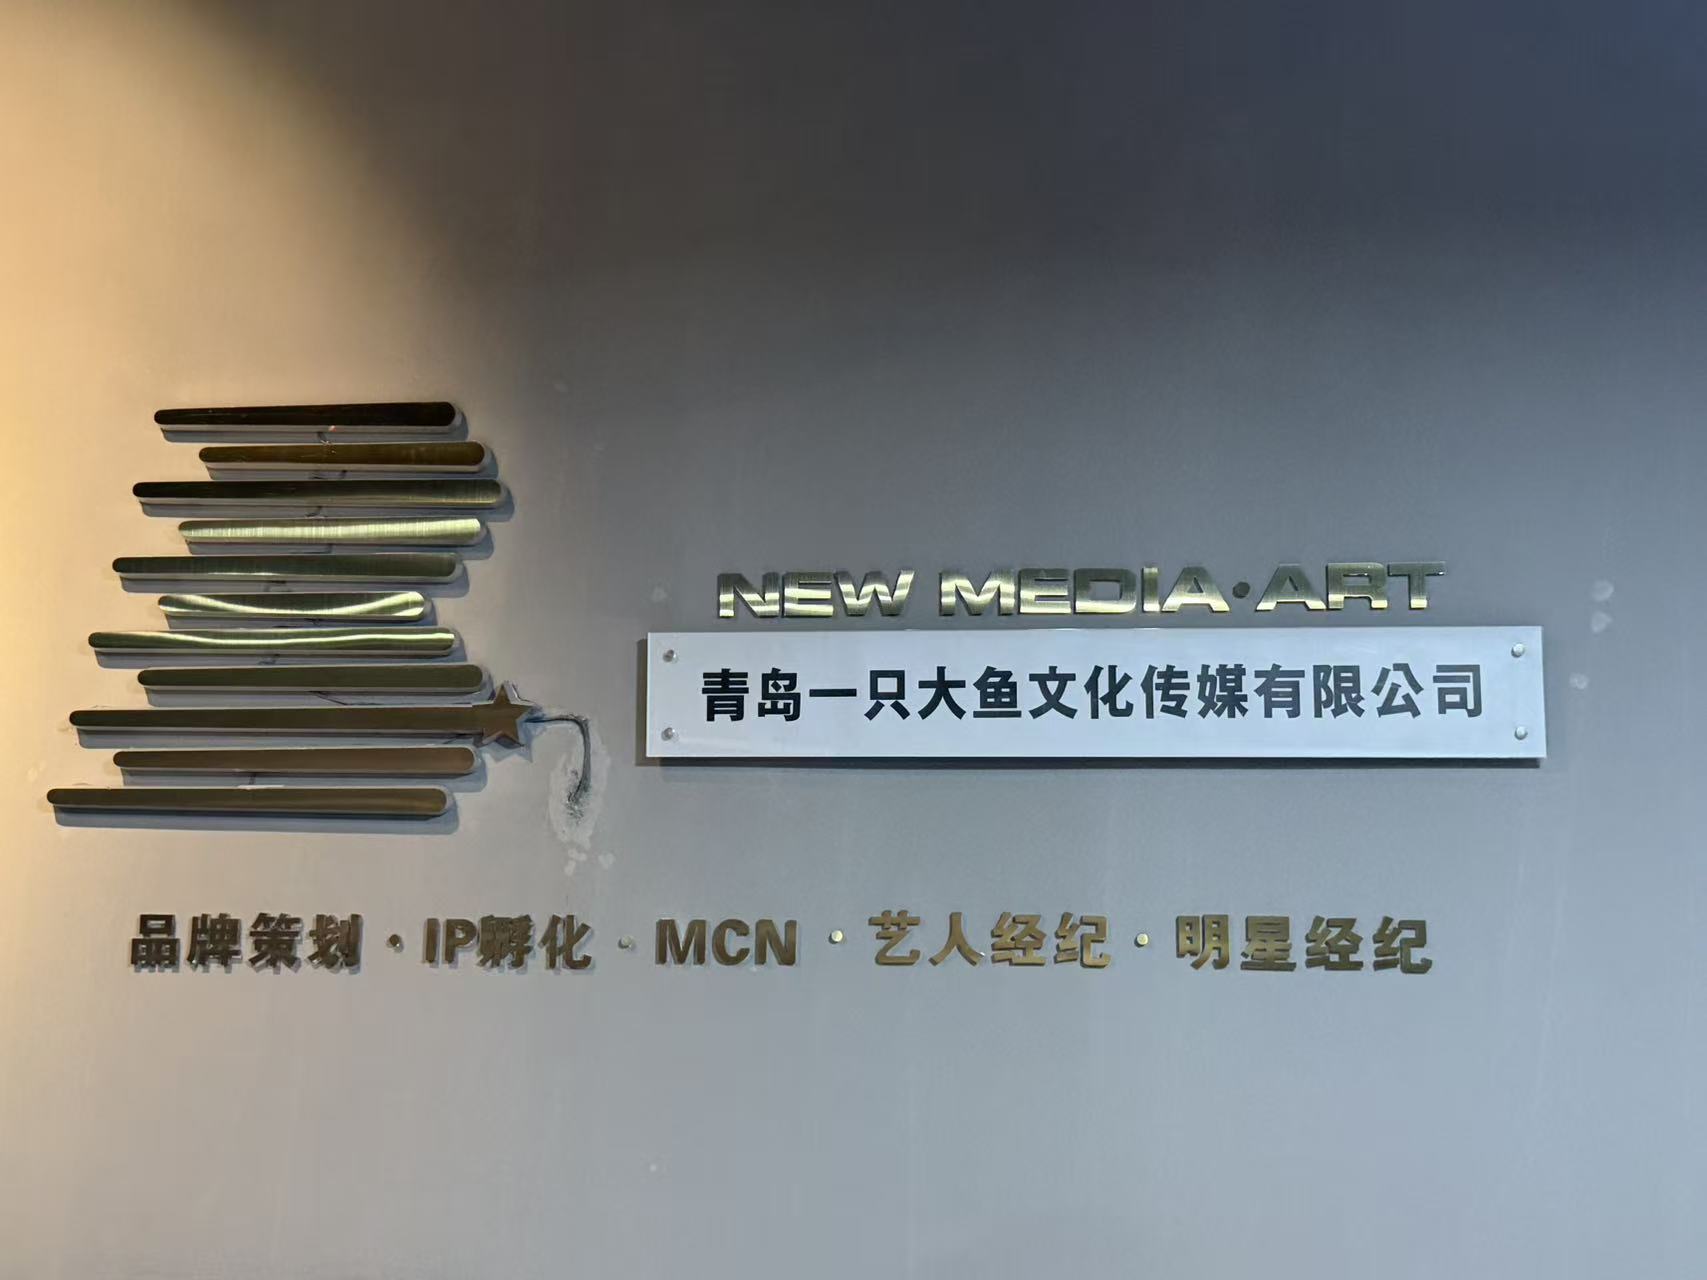 NEW MEDIA·ART
青岛一只大鱼文化传媒有限公司
品牌策划·IP孵化·MCN·艺人经纪·明星经纪